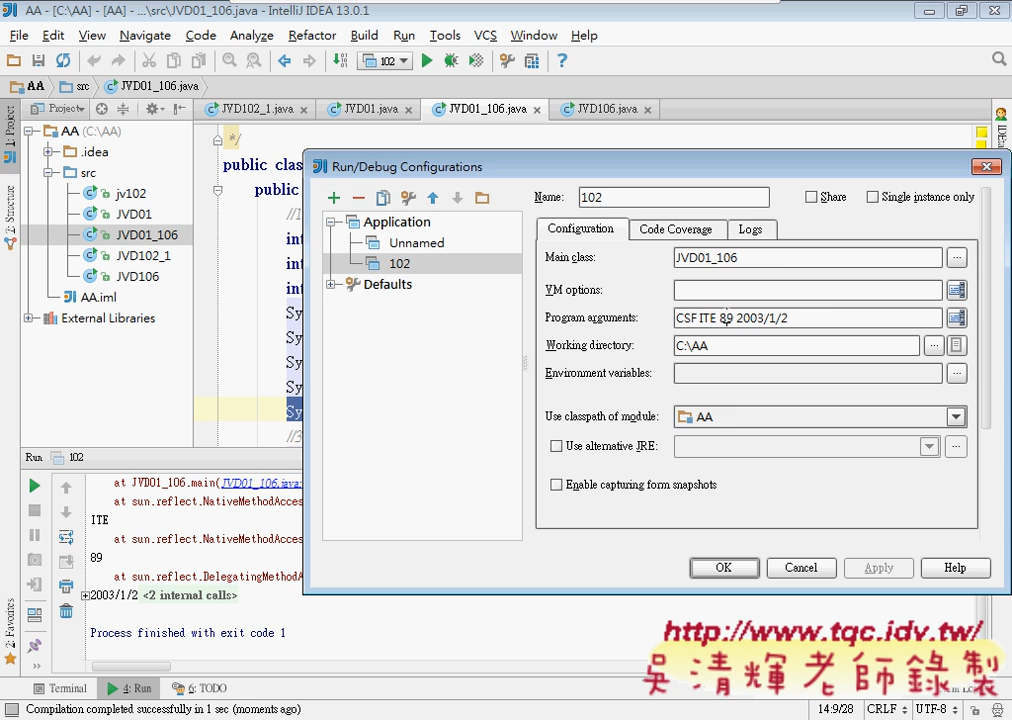 AA - [C:\AA] - [AA] - ...\src\JVD01_106.java - IntelliJ IDEA 13.0.1
File Edit View Navigate Code Analyze Refactor Build Run Tools VCS Window Help
102
AA src JVD01_106.java
1: Project
2: Structure
2: Favorites
Project
JVD102_1.java JVD01.java JVD01_106.java JVD106.java
AA (C:\AA)
.idea
src
jv102
JVD01
JVD01_106
JVD102_1
JVD106
AA.iml
External Libraries
*/
public clas
public
//1
int
int
int
Sy
Sy
Sy
Sy
Sy
//3
Run/Debug Configurations
Application
Unnamed
102
Defaults
Name: 102
Share
Single instance only
Configuration Code Coverage Logs
Main class: JVD01_106
VM options:
Program arguments: CSF ITE 89 2003/1/2
Working directory: C:\AA
Environment variables:
Use classpath of module: AA
Use alternative JRE:
Enable capturing form snapshots
OK Cancel Apply Help
Run 102
at JVD01_106.main(JVD01_106.java:
at sun.reflect.NativeMethodAcces
ITE
at sun.reflect.NativeMethodAcces
89
at sun.reflect.DelegatingMethodA
2003/1/2 <2 internal calls>
Process finished with exit code 1
http://www.tqc.idv.tw/
吳清輝老師錄製
Terminal 4: Run 6: TODO
Compilation completed successfully in 1 sec (moments ago)
14:9/28 CRLF UTF-8